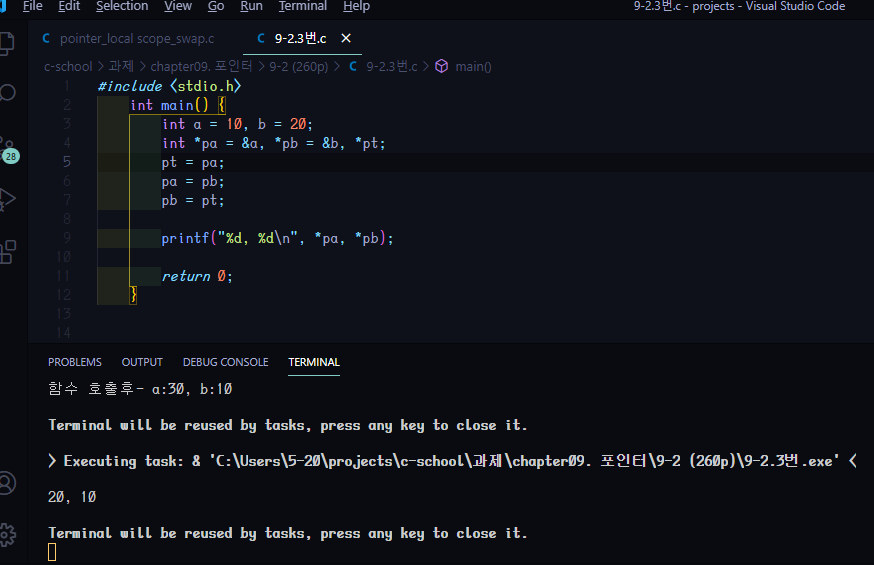 File Edit Selection View Go Run Terminal Help 9-2.3번.c - projects - Visual Studio Code
C pointer_local scope_swap.c C 9-2.3번.c ×
c-school > 과제 > chapter09. 포인터 > 9-2 (260p) > C 9-2.3번.c > main()
1 #include <stdio.h>
2 int main() {
3 int a = 10, b = 20;
4 int *pa = &a, *pb = &b, *pt;
5 pt = pa;
6 pa = pb;
7 pb = pt;
8
9 printf("%d, %d\n", *pa, *pb);
10
11 return 0;
12 }
13
14
28
PROBLEMS OUTPUT DEBUG CONSOLE TERMINAL
함수 호출후- a:30, b:10
Terminal will be reused by tasks, press any key to close it.
> Executing task: & 'C:\Users\5-20\projects\c-school\과제\chapter09. 포인터\9-2 (260p)\9-2.3번.exe' <
20, 10
Terminal will be reused by tasks, press any key to close it.